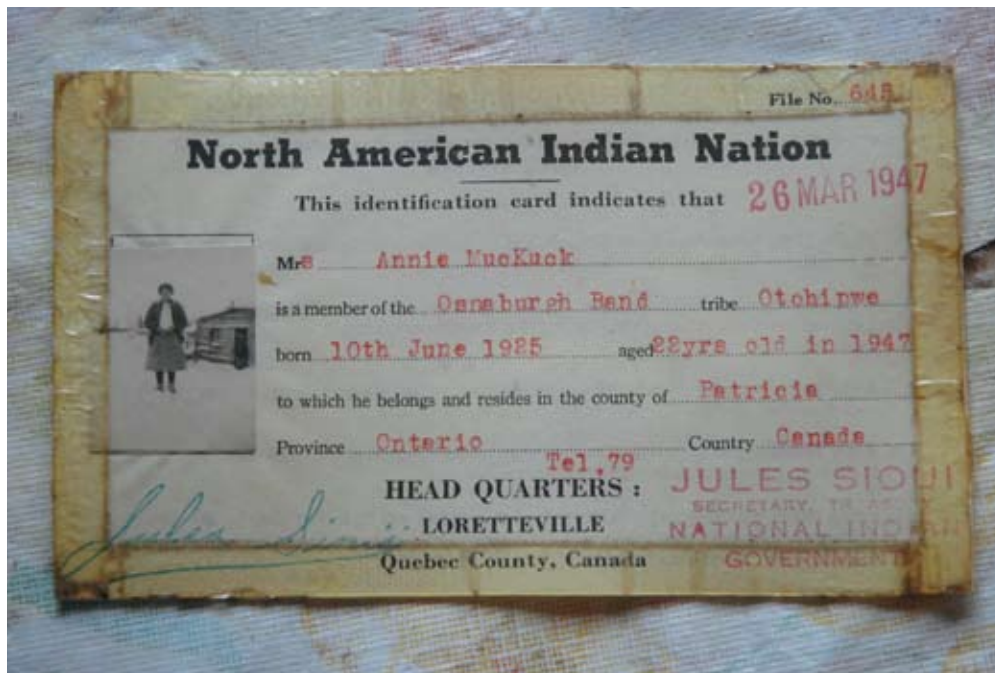 File No. 645
North American Indian Nation
This identification card indicates that 26 MAR 1947
Mrs Annie MucKuck
is a member of the Osnaburgh Band tribe Otchipwe
born 10th June 1925 aged 22yrs old in 1947
to which he belongs and resides in the county of Patricia
Province Ontario Country Canada
Tel.79
HEAD QUARTERS : JULES SIOUI
SECRETARY,
LORETTEVILLE NATIONAL INDIAN
Quebec County, Canada GOVERNMENT
Jules Sioui